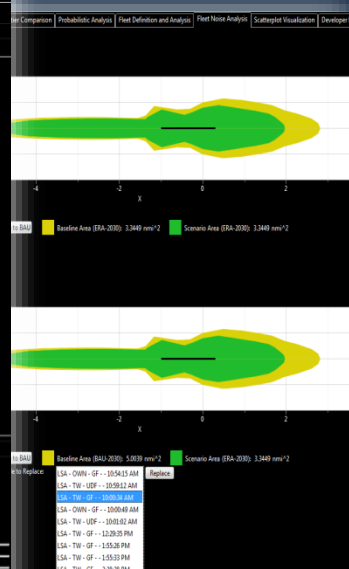 tier Comparison Probabilistic Analysis Fleet Definition and Analysis Fleet Noise Analysis Scatterplot Visualization Developer
-4 -2 0 2
X
to BAU Baseline Area (ERA-2030): 3.3449 nmi^2 Scenario Area (ERA-2030): 3.3449 nmi^2
-4 -2 0 2
X
to BAU Baseline Area (BAU-2030): 5.0039 nmi^2 Scenario Area (ERA-2030): 3.3449 nmi^2
e to Replace: LSA - OWN - GF - - 10:54:15 AM Replace
LSA - TW - UDF - - 10:59:12 AM
LSA - TW - GF - - 10:00:34 AM
LSA - OWN - GF - - 10:00:49 AM
LSA - TW - UDF - - 10:01:02 AM
LSA - TW - GF - - 12:29:35 PM
LSA - TW - GF - - 1:55:26 PM
LSA - TW - GF - - 1:55:33 PM